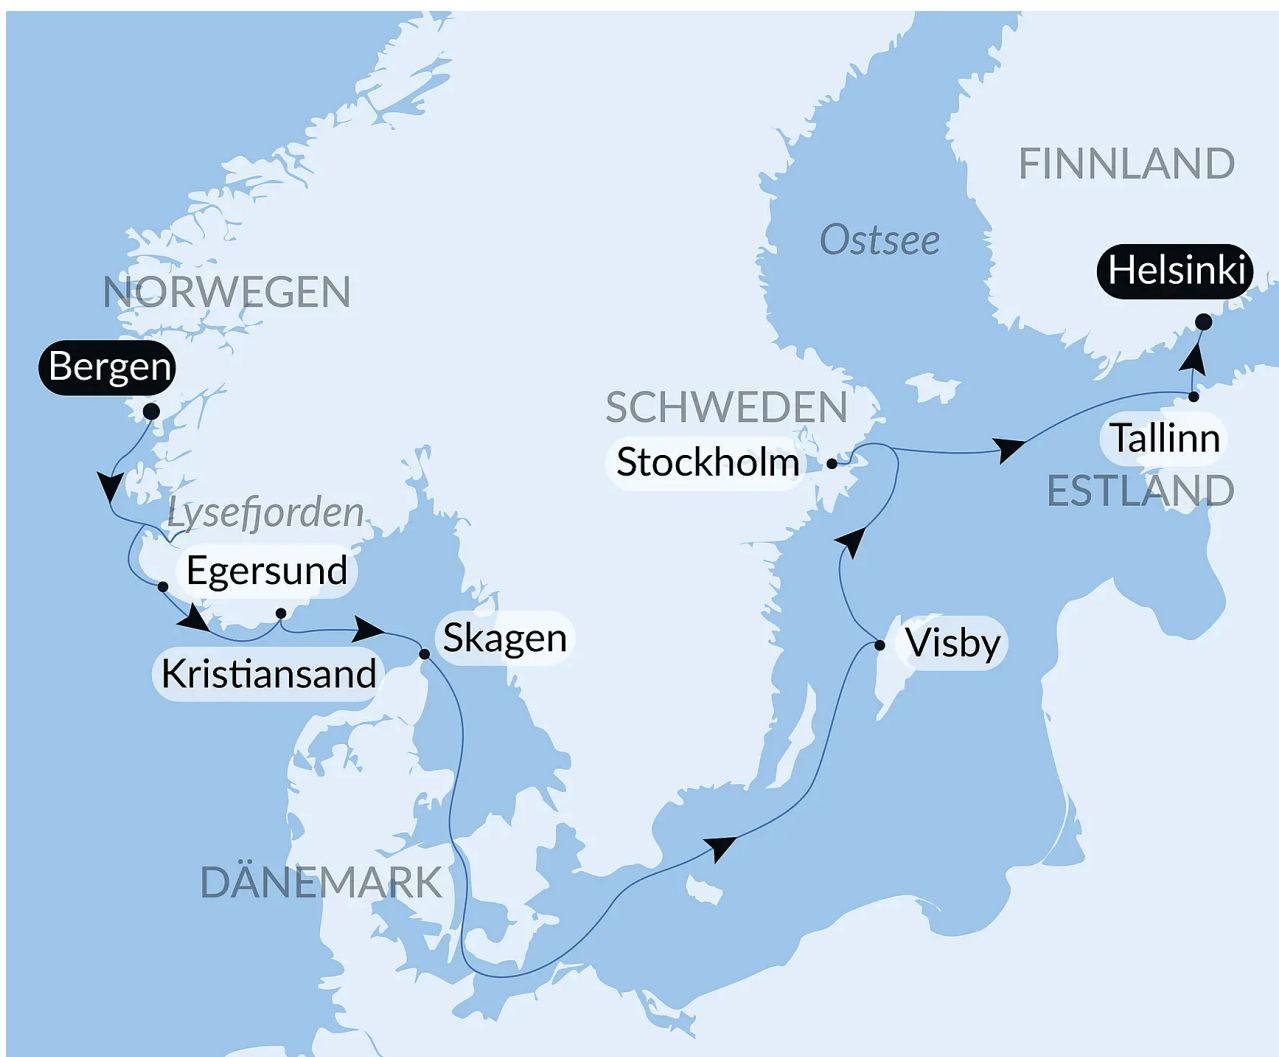 FINNLAND
Ostsee
Helsinki
NORWEGEN
Bergen
SCHWEDEN
Stockholm
Tallinn
ESTLAND
Lysefjorden
Egersund
Skagen
Visby
Kristiansand
DÄNEMARK